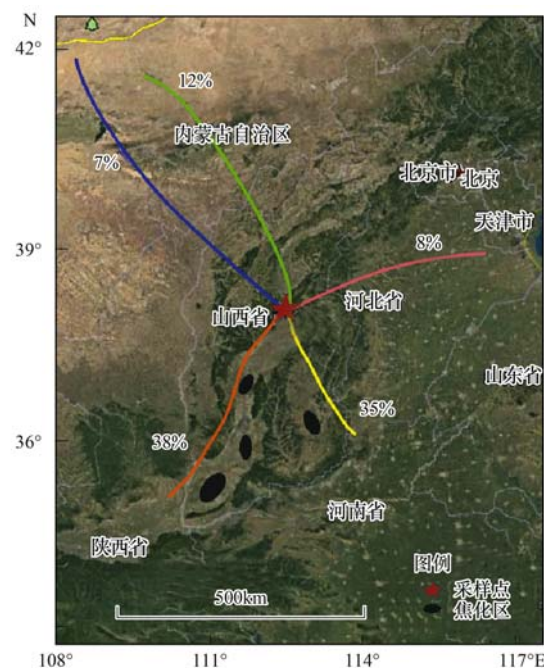 N
42°
12%
内蒙古自治区
7%
北京市
北京
天津市
39°
8%
山西省
河北省
山东省
36°
35%
38%
河南省
陕西省
图例
采样点
焦化区
500km
108°
111°
114°
117°E